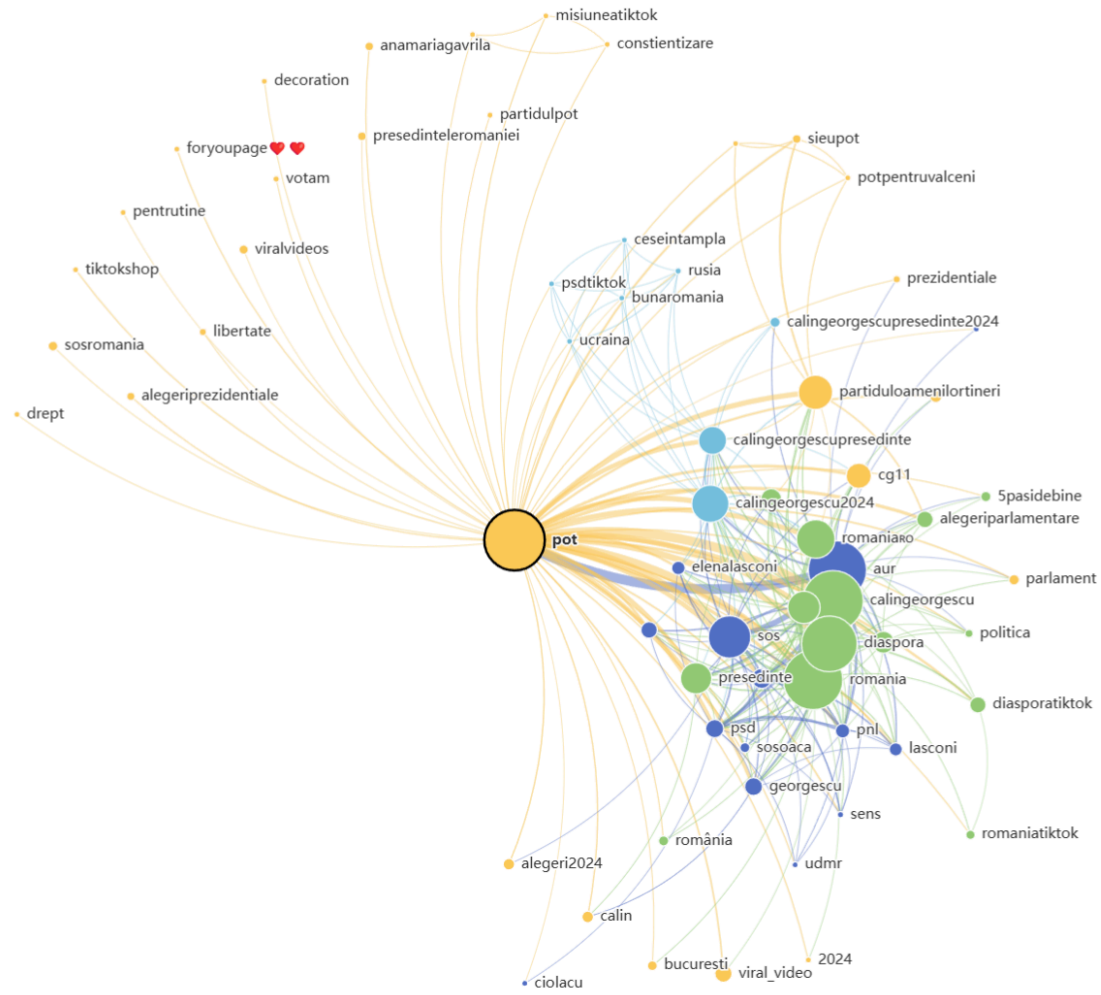 misiuneatiktok
constientizare
anamariagavrila
decoration
partidulpot
presedinteleromaniei
sieupot
foryoupage❤️ ❤️
votam
potpentruvalceni
pentrutine
ceseintampla
viralvideos
tiktokshop
rusia
psdtiktok
prezidentiale
bunaromania
calingeorgescupresedinte2024
libertate
ucraina
sosromania
alegeriprezidentiale
partiduloamenilortineri
drept
calingeorgescupresedinte
cg11
5pasidebine
calingeorgescu2024
alegeriparlamentare
romaniaʀᴏ
pot
elenalasconi
aur
parlament
calingeorgescu
politica
sos
diaspora
presedinte
romania
diasporatiktok
psd
pnl
sosoaca
lasconi
georgescu
sens
românia
romaniatiktok
alegeri2024
udmr
calin
2024
bucuresti
viral_video
ciolacu